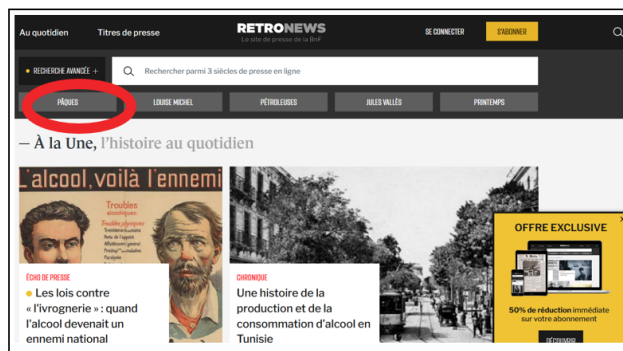 Au quotidien
Titres de presse
RETRONEWS
Le site de presse de la BnF
SE CONNECTER
S'ABONNER
RECHERCHE AVANCÉE +
Rechercher parmi 3 siècles de presse en ligne
PÂQUES
LOUISE MICHEL
PÉTROLEUSES
JULES VALLÈS
PRINTEMPS
— À la Une, l'histoire au quotidien
L'alcool, voilà l'ennemi
Troubles
ÉCHO DE PRESSE
• Les lois contre
« l'ivrognerie » : quand
l'alcool devenait un
ennemi national
CHRONIQUE
Une histoire de la
production et de la
consommation d'alcool en
Tunisie
x
OFFRE EXCLUSIVE
50% de réduction immédiate
sur votre abonnement
DÉCOUVRIR